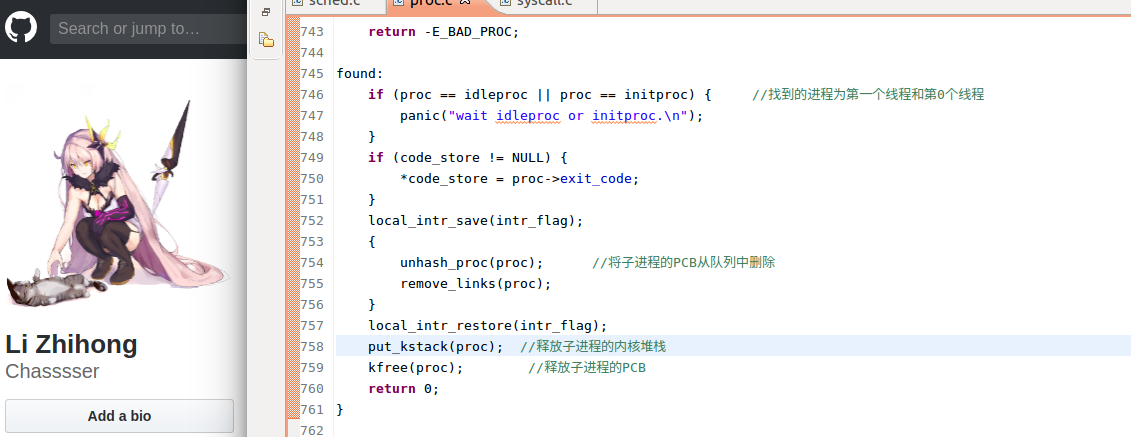 Search or jump to…
Li Zhihong
Chasssser
Add a bio
sched.c
proc.c
syscall.c
743 return -E_BAD_PROC;
744
745 found:
746 if (proc == idleproc || proc == initproc) { //找到的进程为第一个线程和第0个线程
747 panic("wait idleproc or initproc.\n");
748 }
749 if (code_store != NULL) {
750 *code_store = proc->exit_code;
751 }
752 local_intr_save(intr_flag);
753 {
754 unhash_proc(proc); //将子进程的PCB从队列中删除
755 remove_links(proc);
756 }
757 local_intr_restore(intr_flag);
758 put_kstack(proc); //释放子进程的内核堆栈
759 kfree(proc); //释放子进程的PCB
760 return 0;
761 }
762